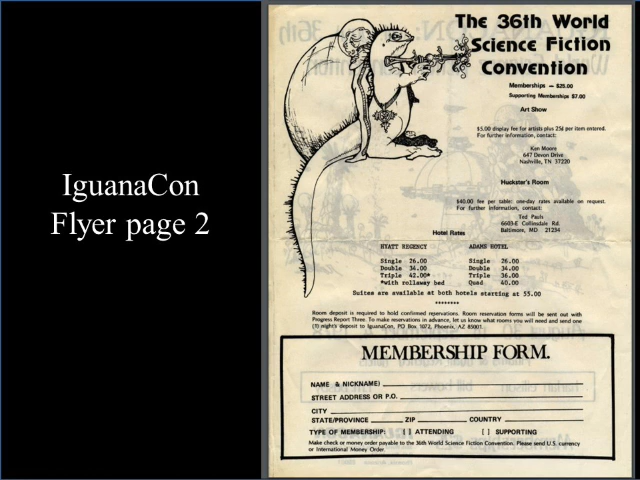 IguanaCon
Flyer page 2
The 36th World
Science Fiction
Convention
Memberships — $25.00
Supporting Memberships $7.00
Art Show
$5.00 display fee for artists plus 25¢ per item entered.
For further information, contact:
Ken Moore
647 Devon Drive
Nashville, TN 37220
Huckster's Room
$40.00 fee per table: one-day rates available on request.
For further information, contact:
Ted Pauls
6603-E Collinsdale Rd.
Baltimore, MD 21234
Hotel Rates
HYATT REGENCY ADAMS HOTEL
Single 26.00 Single 26.00
Double 34.00 Double 34.00
Triple 42.00* Triple 36.00
*with rollaway bed Quad 40.00
Suites are available at both hotels starting at 55.00
********
Room deposit is required to hold confirmed reservations. Room reservation forms will be sent out with
Progress Report Three. To make reservations in advance, let us know what rooms you will need and send one
(1) night's deposit to IguanaCon, PO Box 1072, Phoenix, AZ 85001.
MEMBERSHIP FORM.
NAME & NICKNAME)
STREET ADDRESS OR P.O.
CITY
STATE/PROVINCE ZIP COUNTRY
TYPE OF MEMBERSHIP: [ ] ATTENDING [ ] SUPPORTING
Make check or money order payable to the 36th World Science Fiction Convention. Please send U.S. currency
or International Money Order.